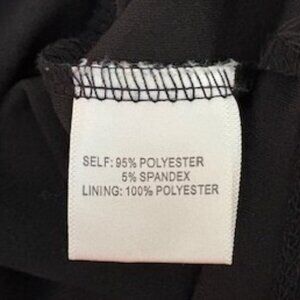 SELF: 95% POLYESTER
5% SPANDEX
LINING: 100% POLYESTER